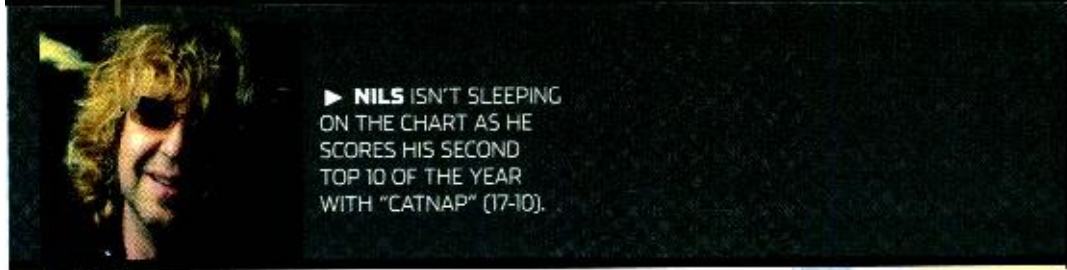 ▶ NILS ISN'T SLEEPING
ON THE CHART AS HE
SCORES HIS SECOND
TOP 10 OF THE YEAR
WITH "CATNAP" (17-10).